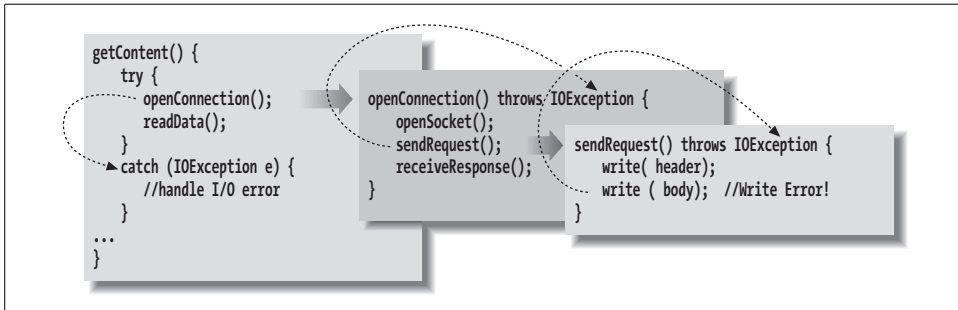 getContent() {
try {
openConnection();
readData();
}
catch (IOException e) {
//handle I/O error
}
...
}
openConnection() throws IOException {
openSocket();
sendRequest();
receiveResponse();
}
sendRequest() throws IOException {
write( header);
write ( body); //Write Error!
}